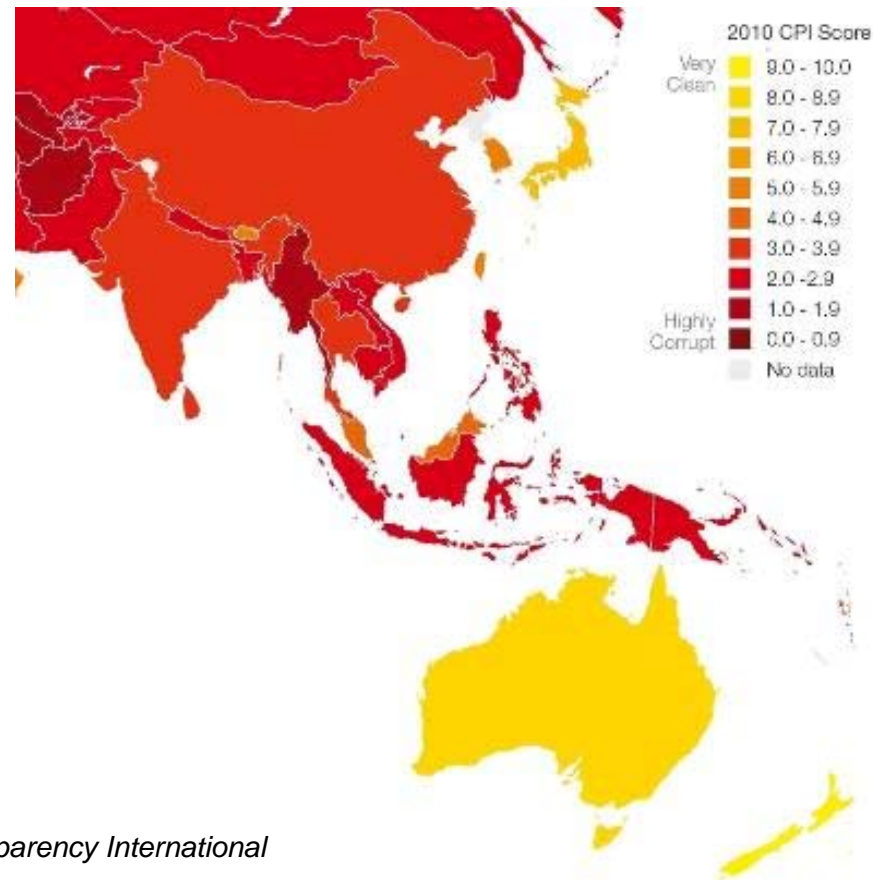 2010 CPI Score
Very Clean
9.0 - 10.0
8.0 - 8.9
7.0 - 7.9
6.0 - 6.9
5.0 - 5.9
4.0 - 4.9
3.0 - 3.9
2.0 -2.9
1.0 - 1.9
Highly Corrupt
0.0 - 0.9
No data
parency International